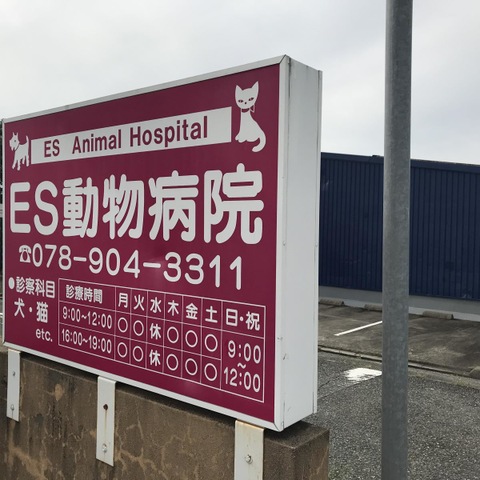 ES Animal Hospital
ES動物病院
☎078-904-3311
●診察科目 診療時間 月 火 水 木 金 土 日・祝
犬・猫 9:00~12:00 ○ ○ 休 ○ ○ ○ 9:00
etc. 16:00~19:00 ○ ○ 休 ○ ○ ○ ~12:00